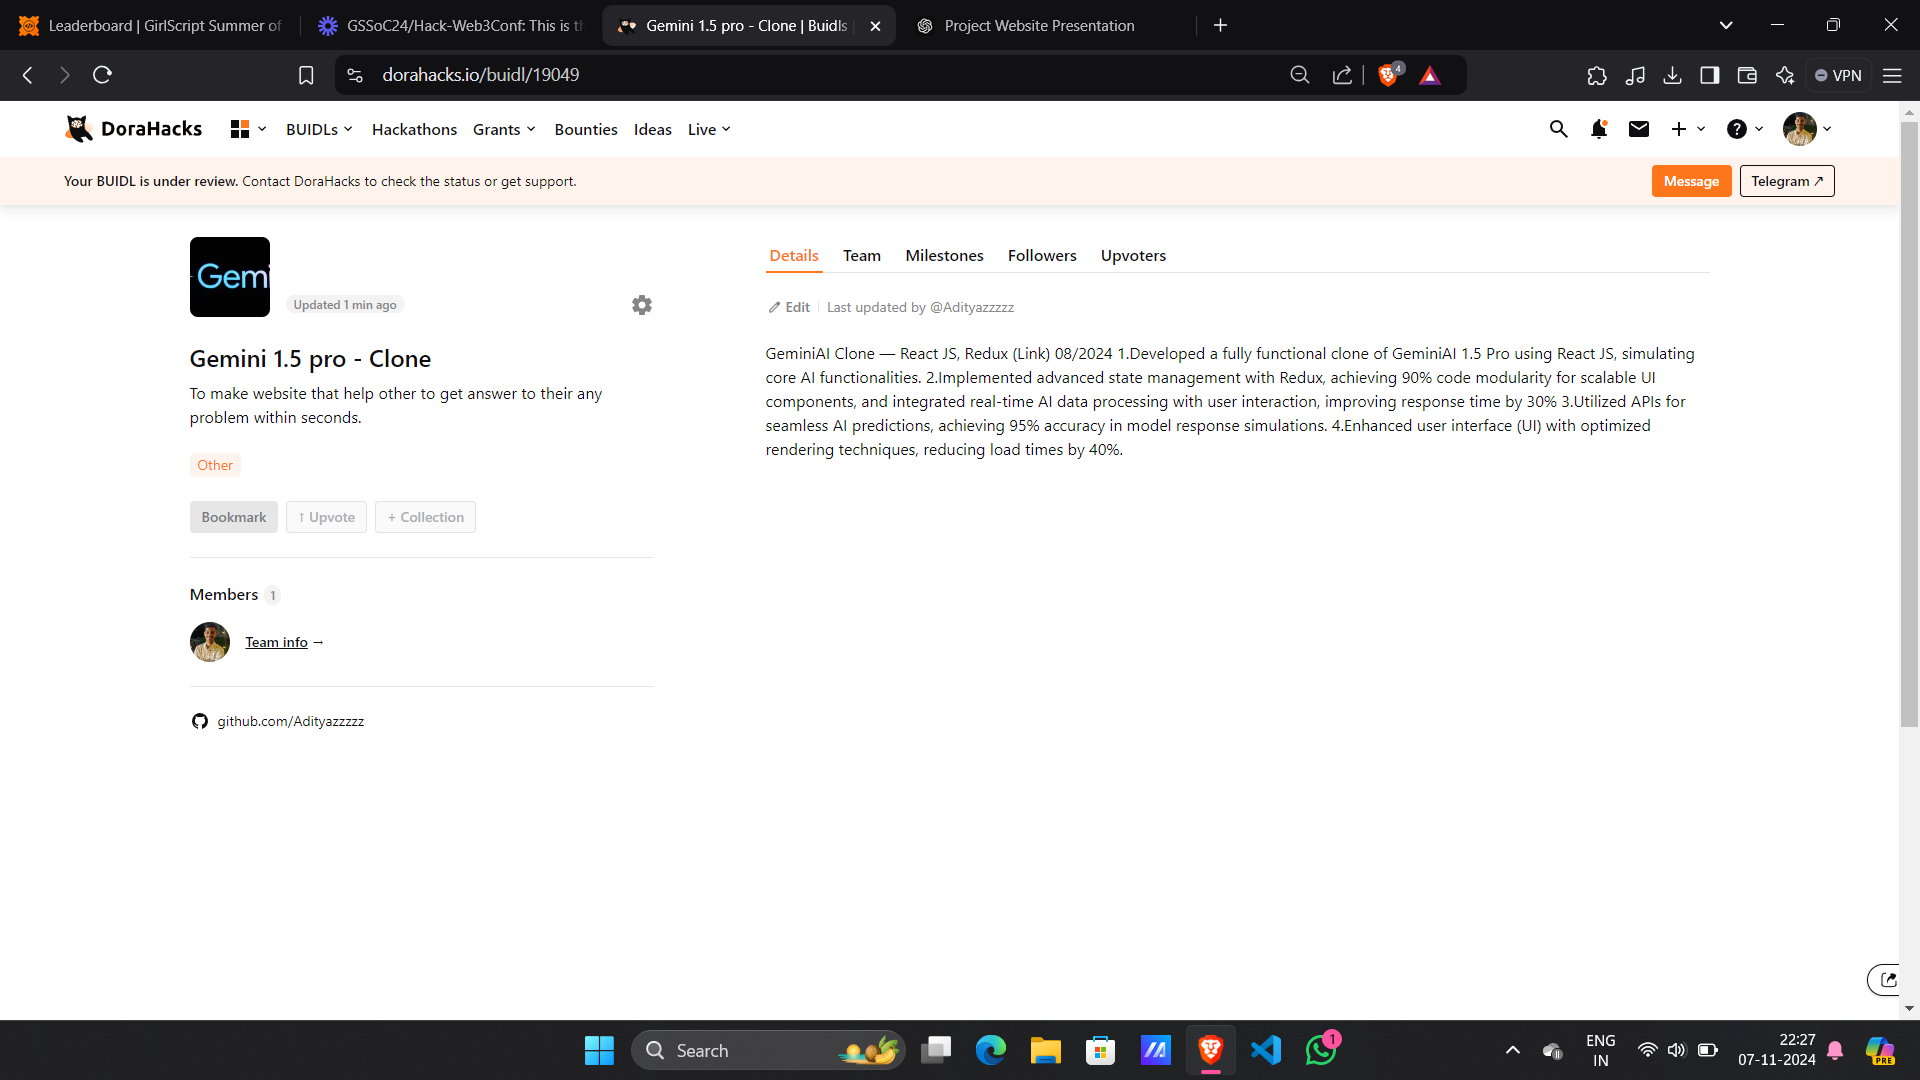 Leaderboard | GirlScript Summer of
GSSoC24/Hack-Web3Conf: This is th
Gemini 1.5 pro - Clone | Buidls
Project Website Presentation
dorahacks.io/buidl/19049
4
VPN
DoraHacks
BUIDLs
Hackathons
Grants
Bounties
Ideas
Live
Your BUIDL is under review. Contact DoraHacks to check the status or get support.
Message
Telegram ↗
Gemi
Updated 1 min ago
Gemini 1.5 pro - Clone
To make website that help other to get answer to their any
problem within seconds.
Other
Bookmark
↑ Upvote
+ Collection
Members 1
Team info →
github.com/Adityazzzzz
Details
Team
Milestones
Followers
Upvoters
Edit
Last updated by @Adityazzzzz
GeminiAI Clone — React JS, Redux (Link) 08/2024 1.Developed a fully functional clone of GeminiAI 1.5 Pro using React JS, simulating
core AI functionalities. 2.Implemented advanced state management with Redux, achieving 90% code modularity for scalable UI
components, and integrated real-time AI data processing with user interaction, improving response time by 30% 3.Utilized APIs for
seamless AI predictions, achieving 95% accuracy in model response simulations. 4.Enhanced user interface (UI) with optimized
rendering techniques, reducing load times by 40%.
Search
1
ENG
IN
22:27
07-11-2024
PRE